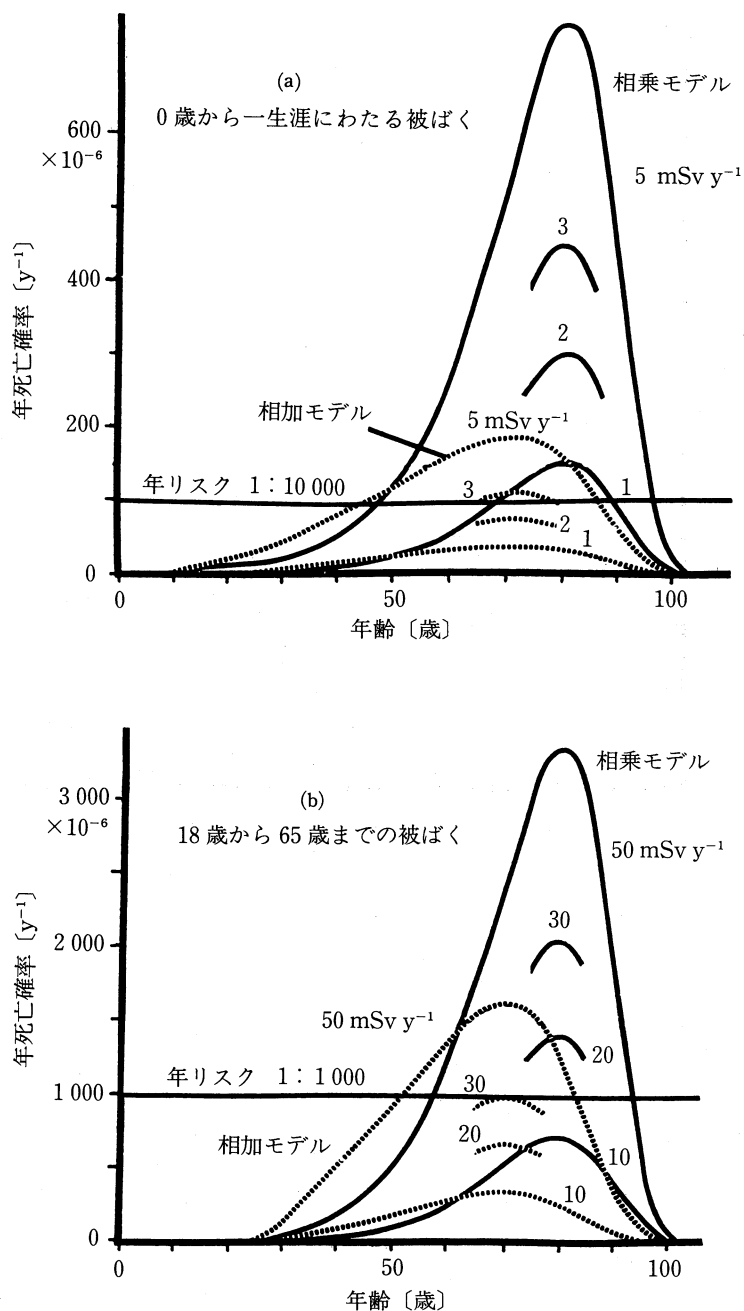 (a)
0歳から一生涯にわたる被ばく
相乗モデル
5 mSv y⁻¹
600
×10⁻⁶
400
200
0
年死亡確率〔y⁻¹〕
3
2
相加モデル
5 mSv y⁻¹
年リスク 1:10 000
3
1
2
1
0
50
100
年齢〔歳〕
(b)
18歳から65歳までの被ばく
相乗モデル
50 mSv y⁻¹
3 000
×10⁻⁶
2 000
1 000
0
年死亡確率〔y⁻¹〕
30
50 mSv y⁻¹
20
年リスク 1:1 000
30
相加モデル
20
10
10
0
50
100
年齢〔歳〕